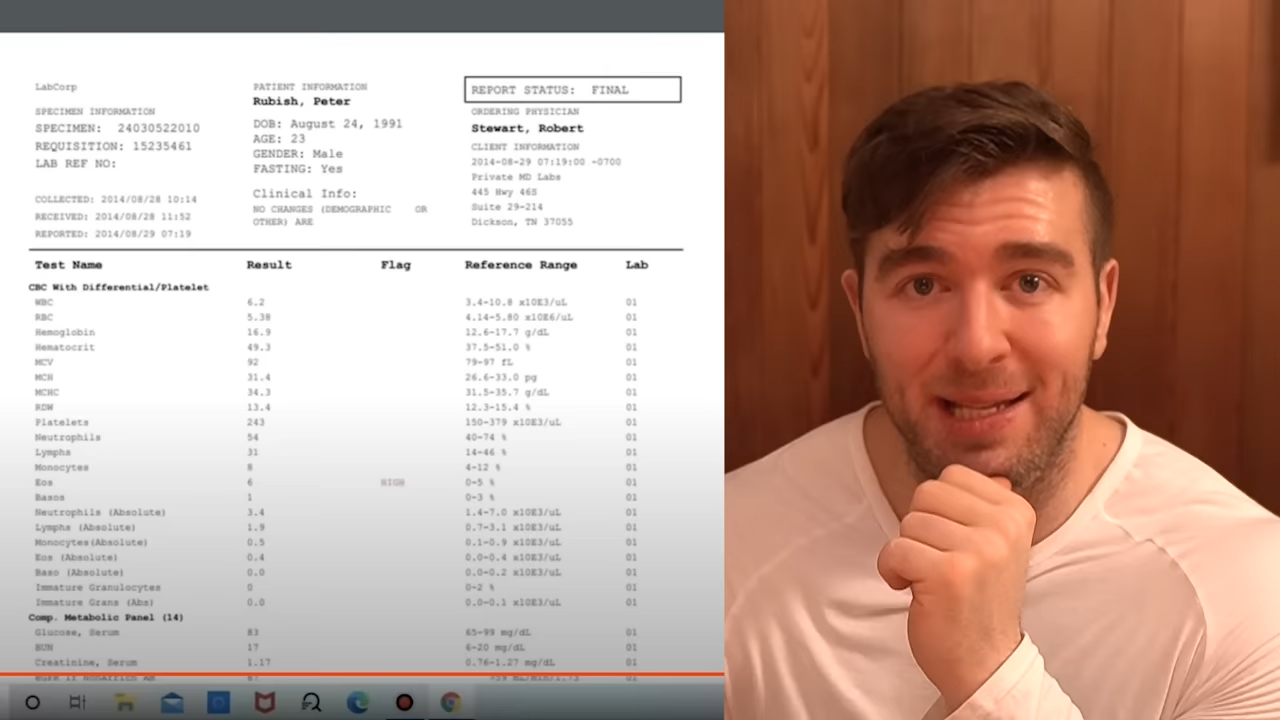 LabCorp
SPECIMEN INFORMATION
SPECIMEN: 24030522010
REQUISITION: 15235461
LAB REF NO:
COLLECTED: 2014/08/28 10:14
RECEIVED: 2014/08/28 11:52
REPORTED: 2014/08/29 07:19
PATIENT INFORMATION
Rubish, Peter
DOB: August 24, 1991
AGE: 23
GENDER: Male
FASTING: Yes
Clinical Info:
NO CHANGES (DEMOGRAPHIC OR
OTHER) ARE
REPORT STATUS: FINAL
ORDERING PHYSICIAN
Stewart, Robert
CLIENT INFORMATION
2014-08-29 07:19:00 -0700
Private MD Labs
445 Hwy 46S
Suite 29-214
Dickson, TN 37055
Test Name Result Flag Reference Range Lab
CBC With Differential/Platelet
WBC 6.2 3.4-10.8 x10E3/uL 01
RBC 5.38 4.14-5.80 x10E6/uL 01
Hemoglobin 16.9 12.6-17.7 g/dL 01
Hematocrit 49.3 37.5-51.0 % 01
MCV 92 79-97 fL 01
MCH 31.4 26.6-33.0 pg 01
MCHC 34.3 31.5-35.7 g/dL 01
RDW 13.4 12.3-15.4 % 01
Platelets 243 150-379 x10E3/uL 01
Neutrophils 54 40-74 % 01
Lymphs 31 14-46 % 01
Monocytes 8 4-12 % 01
Eos 6 HIGH 0-5 % 01
Basos 1 0-3 % 01
Neutrophils (Absolute) 3.4 1.4-7.0 x10E3/uL 01
Lymphs (Absolute) 1.9 0.7-3.1 x10E3/uL 01
Monocytes(Absolute) 0.5 0.1-0.9 x10E3/uL 01
Eos (Absolute) 0.4 0.0-0.4 x10E3/uL 01
Baso (Absolute) 0.0 0.0-0.2 x10E3/uL 01
Immature Granulocytes 0 0-2 % 01
Immature Grans (Abs) 0.0 0.0-0.1 x10E3/uL 01
Comp. Metabolic Panel (14)
Glucose, Serum 83 65-99 mg/dL 01
BUN 17 6-20 mg/dL 01
Creatinine, Serum 1.17 0.76-1.27 mg/dL 01